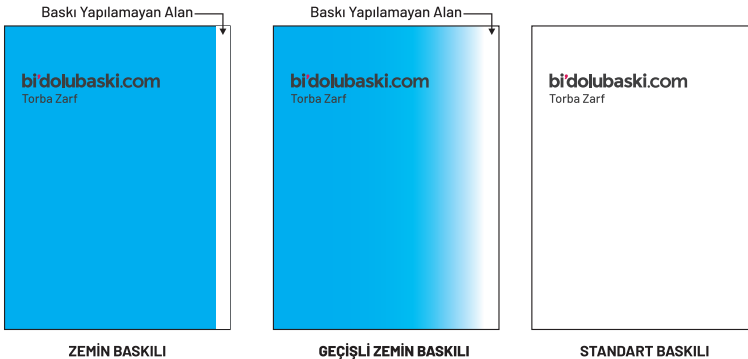 Baskı Yapılamayan Alan
Baskı Yapılamayan Alan
bi'dolubaski.com
Torba Zarf
bi'dolubaski.com
Torba Zarf
bi'dolubaski.com
Torba Zarf
ZEMİN BASKILI
GEÇİŞLİ ZEMİN BASKILI
STANDART BASKILI